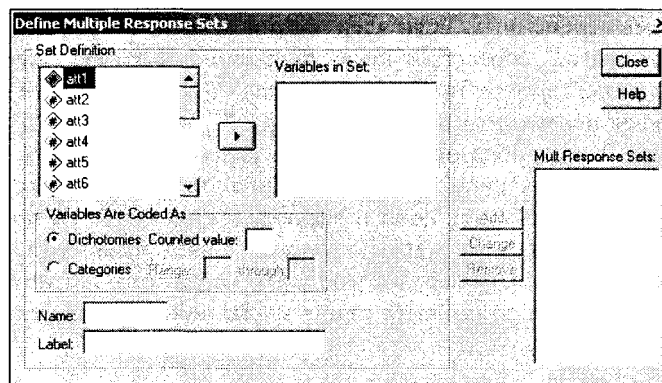 Define Multiple Response Sets
Set Definition
att1
att2
att3
att4
att5
att6
Variables in Set:
Close
Help
Mult Response Sets:
Variables Are Coded As
Dichotomies Counted value:
Categories Range: through
Add
Change
Remove
Name:
Label: